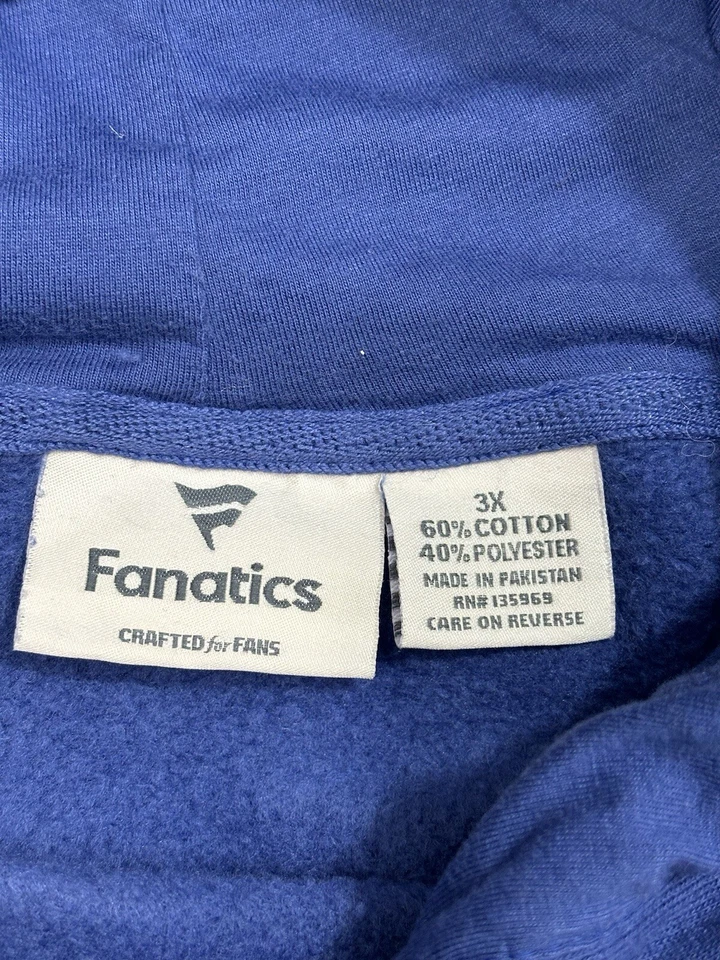 Fanatics
CRAFTED for FANS
3X
60% COTTON
40% POLYESTER
MADE IN PAKISTAN
RN# 135969
CARE ON REVERSE